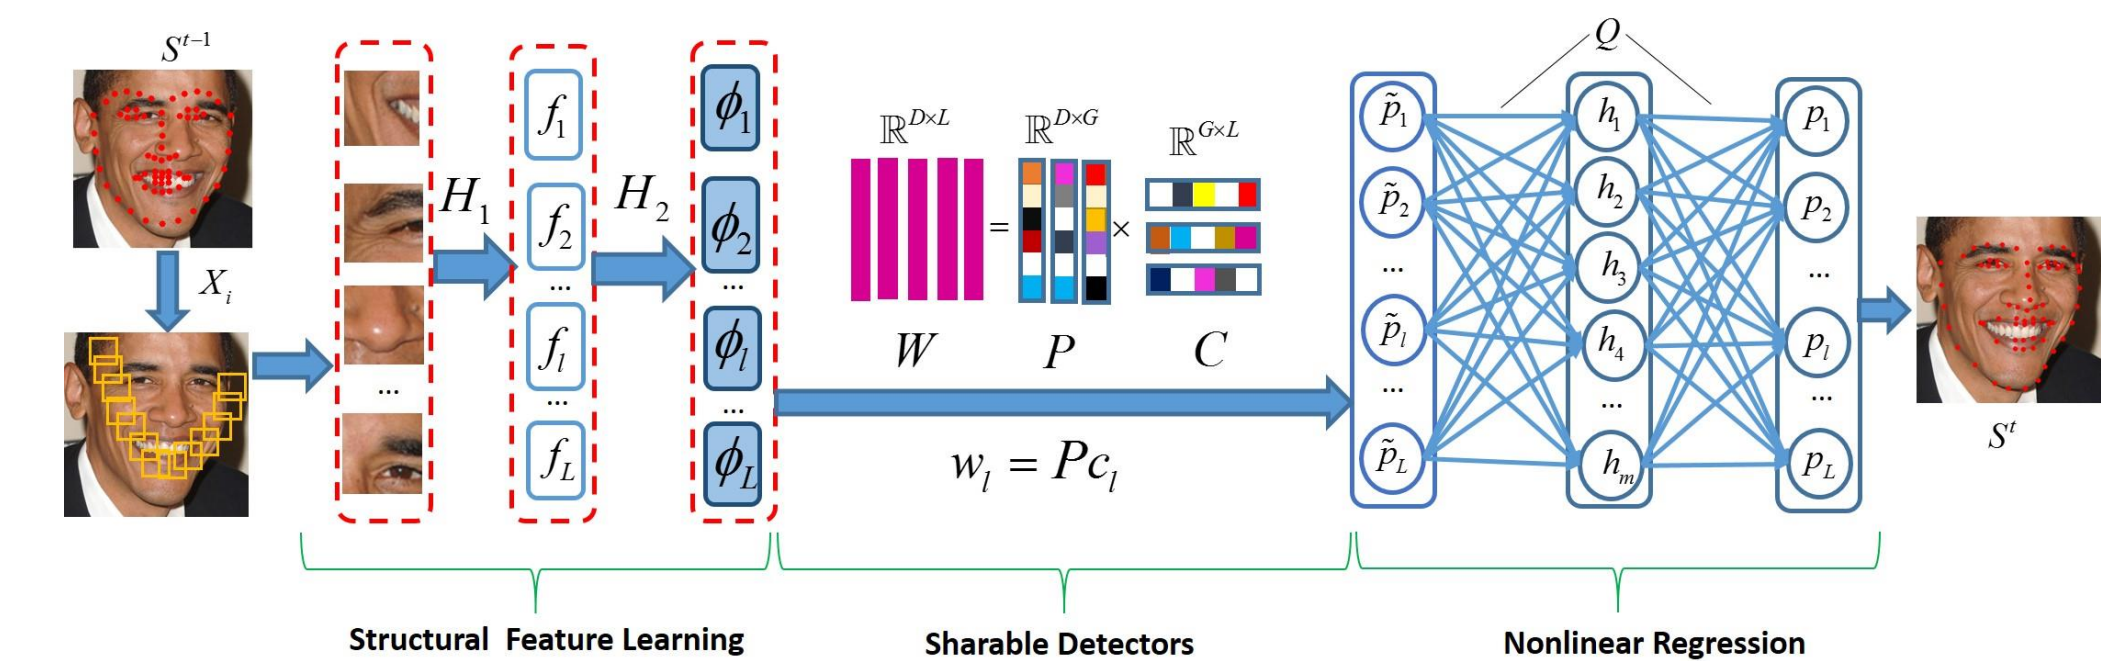 S^{t-1}
X_i
H_1
f_1
f_2
...
f_l
...
f_L
H_2
ϕ_1
ϕ_2
...
ϕ_l
...
ϕ_L
...
ℝ^{D×L}
ℝ^{D×G}
ℝ^{G×L}
= ×
W P C
w_l = Pc_l
Q
p̃_1
p̃_2
...
p̃_l
...
p̃_L
h_1
h_2
h_3
h_4
...
h_m
p_1
p_2
...
p_l
...
p_L
S^t
Structural Feature Learning
Sharable Detectors
Nonlinear Regression